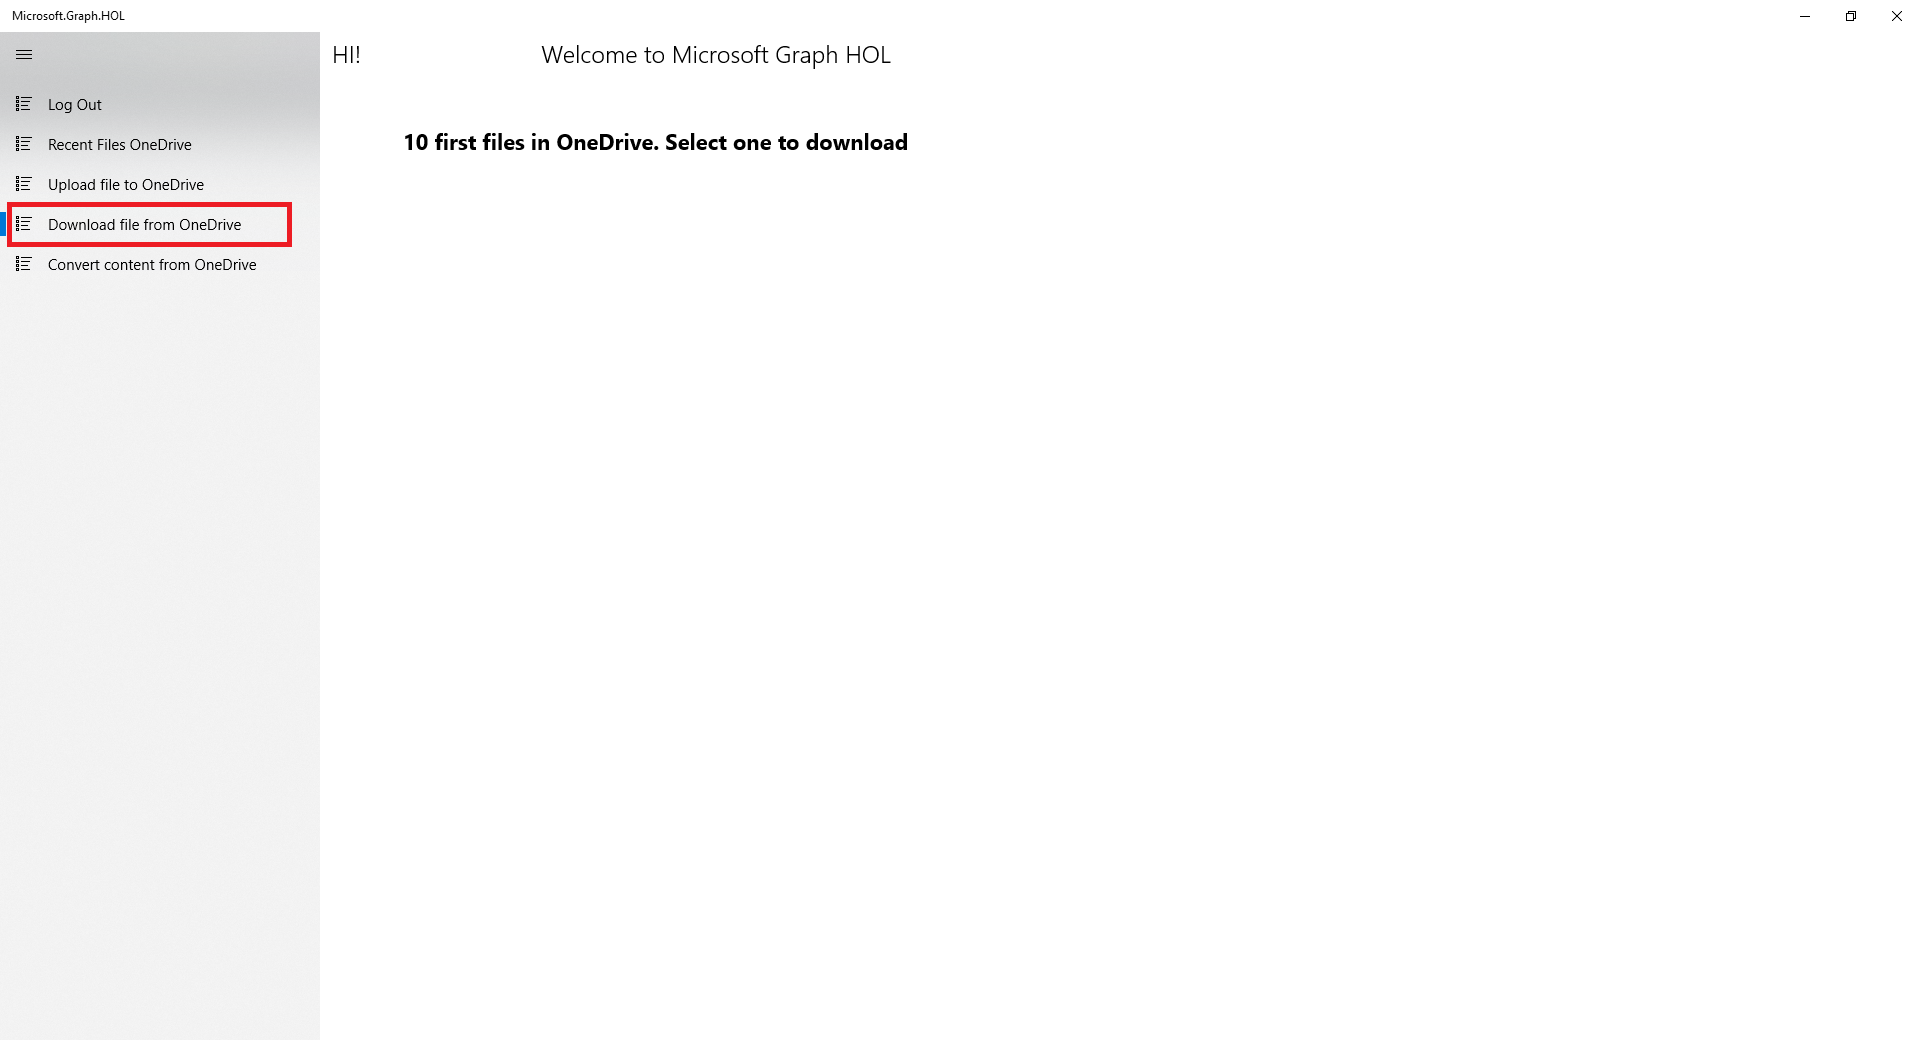 Microsoft.Graph.HOL
HI!
Welcome to Microsoft Graph HOL
Log Out
Recent Files OneDrive
Upload file to OneDrive
Download file from OneDrive
Convert content from OneDrive
10 first files in OneDrive. Select one to download